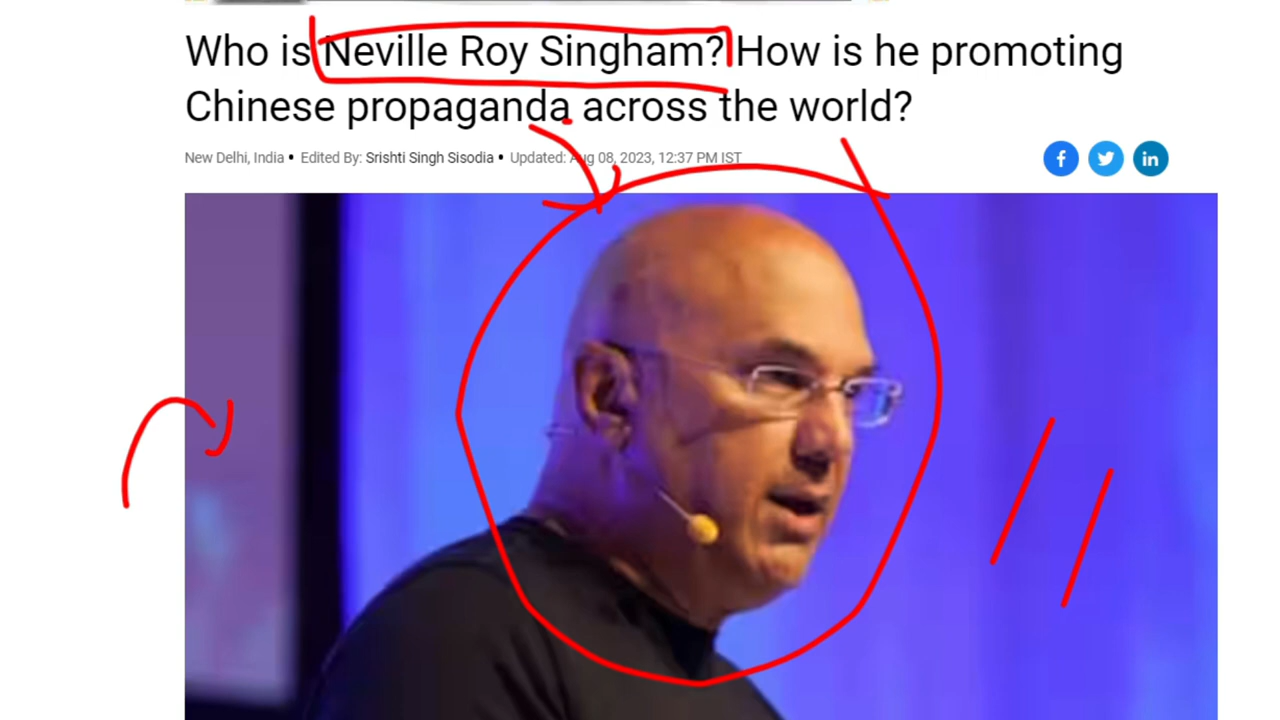 Who is Neville Roy Singham? How is he promoting
Chinese propaganda across the world?
New Delhi, India • Edited By: Srishti Singh Sisodia • Updated: Aug 08, 2023, 12:37 PM IST
f in